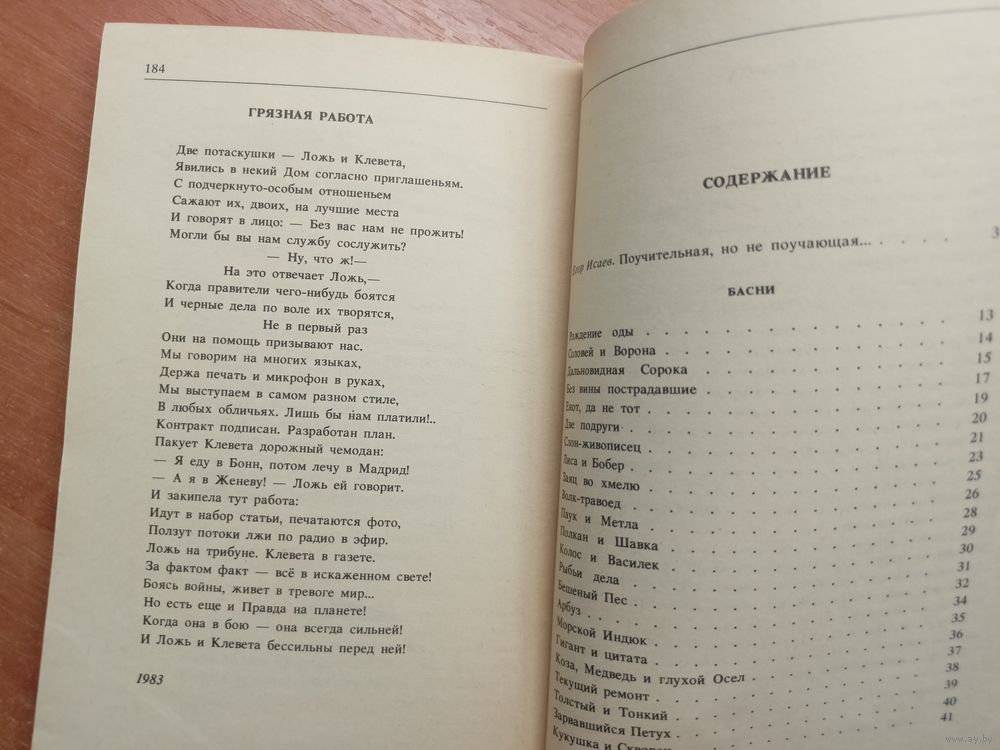 184
ГРЯЗНАЯ РАБОТА
Две потаскушки — Ложь и Клевета,
Явились в некий Дом согласно приглашеньям.
С подчеркнуто-особым отношеньем
Сажают их, двоих, на лучшие места
И говорят в лицо: — Без вас нам не прожить!
Могли бы вы нам службу сослужить?
— Ну, что ж!—
На это отвечает Ложь,—
Когда правители чего-нибудь боятся
И черные дела по воле их творятся,
Не в первый раз
Они на помощь призывают нас.
Мы говорим на многих языках,
Держа печать и микрофон в руках,
Мы выступаем в самом разном стиле,
В любых обличьях. Лишь бы нам платили!..
Контракт подписан. Разработан план.
Пакует Клевета дорожный чемодан:
— Я еду в Бонн, потом лечу в Мадрид!
— А я в Женеву! — Ложь ей говорит.
И закипела тут работа:
Идут в набор статьи, печатаются фото,
Ползут потоки лжи по радио в эфир.
Ложь на трибуне. Клевета в газете.
За фактом факт — всё в искаженном свете!
Боясь войны, живет в тревоге мир...
Но есть еще и Правда на планете!
Когда она в бою — она всегда сильней!
И Ложь и Клевета бессильны перед ней!
1983
СОДЕРЖАНИЕ
Егор Исаев. Поучительная, но не поучающая... . . . . 3
БАСНИ
Рождение оды . . . . . . . . . . 13
Соловей и Ворона . . . . . . . . . . 14
Дальновидная Сорока . . . . . . . . . . 15
Без вины пострадавшие . . . . . . . . . . 17
Енот, да не тот . . . . . . . . . . 19
Две подруги . . . . . . . . . . 20
Слон-живописец . . . . . . . . . . 21
Лиса и Бобер . . . . . . . . . . 23
Заяц во хмелю . . . . . . . . . . 25
Волк-травоед . . . . . . . . . . 26
Паук и Метла . . . . . . . . . . 28
Полкан и Шавка . . . . . . . . . . 29
Колос и Василек . . . . . . . . . . 30
Рыбьи дела . . . . . . . . . . 31
Бешеный Пес . . . . . . . . . . 32
Арбуз . . . . . . . . . . 34
Морской Индюк . . . . . . . . . . 35
Гигант и цитата . . . . . . . . . . 36
Коза, Медведь и глухой Осел . . . . . . . . 37
Текущий ремонт . . . . . . . . . . 38
Толстый и Тонкий . . . . . . . . . . 39
Зарвавшийся Петух . . . . . . . . . . 40
Кукушка и . . . . . . . . . . 41
www.ay.by